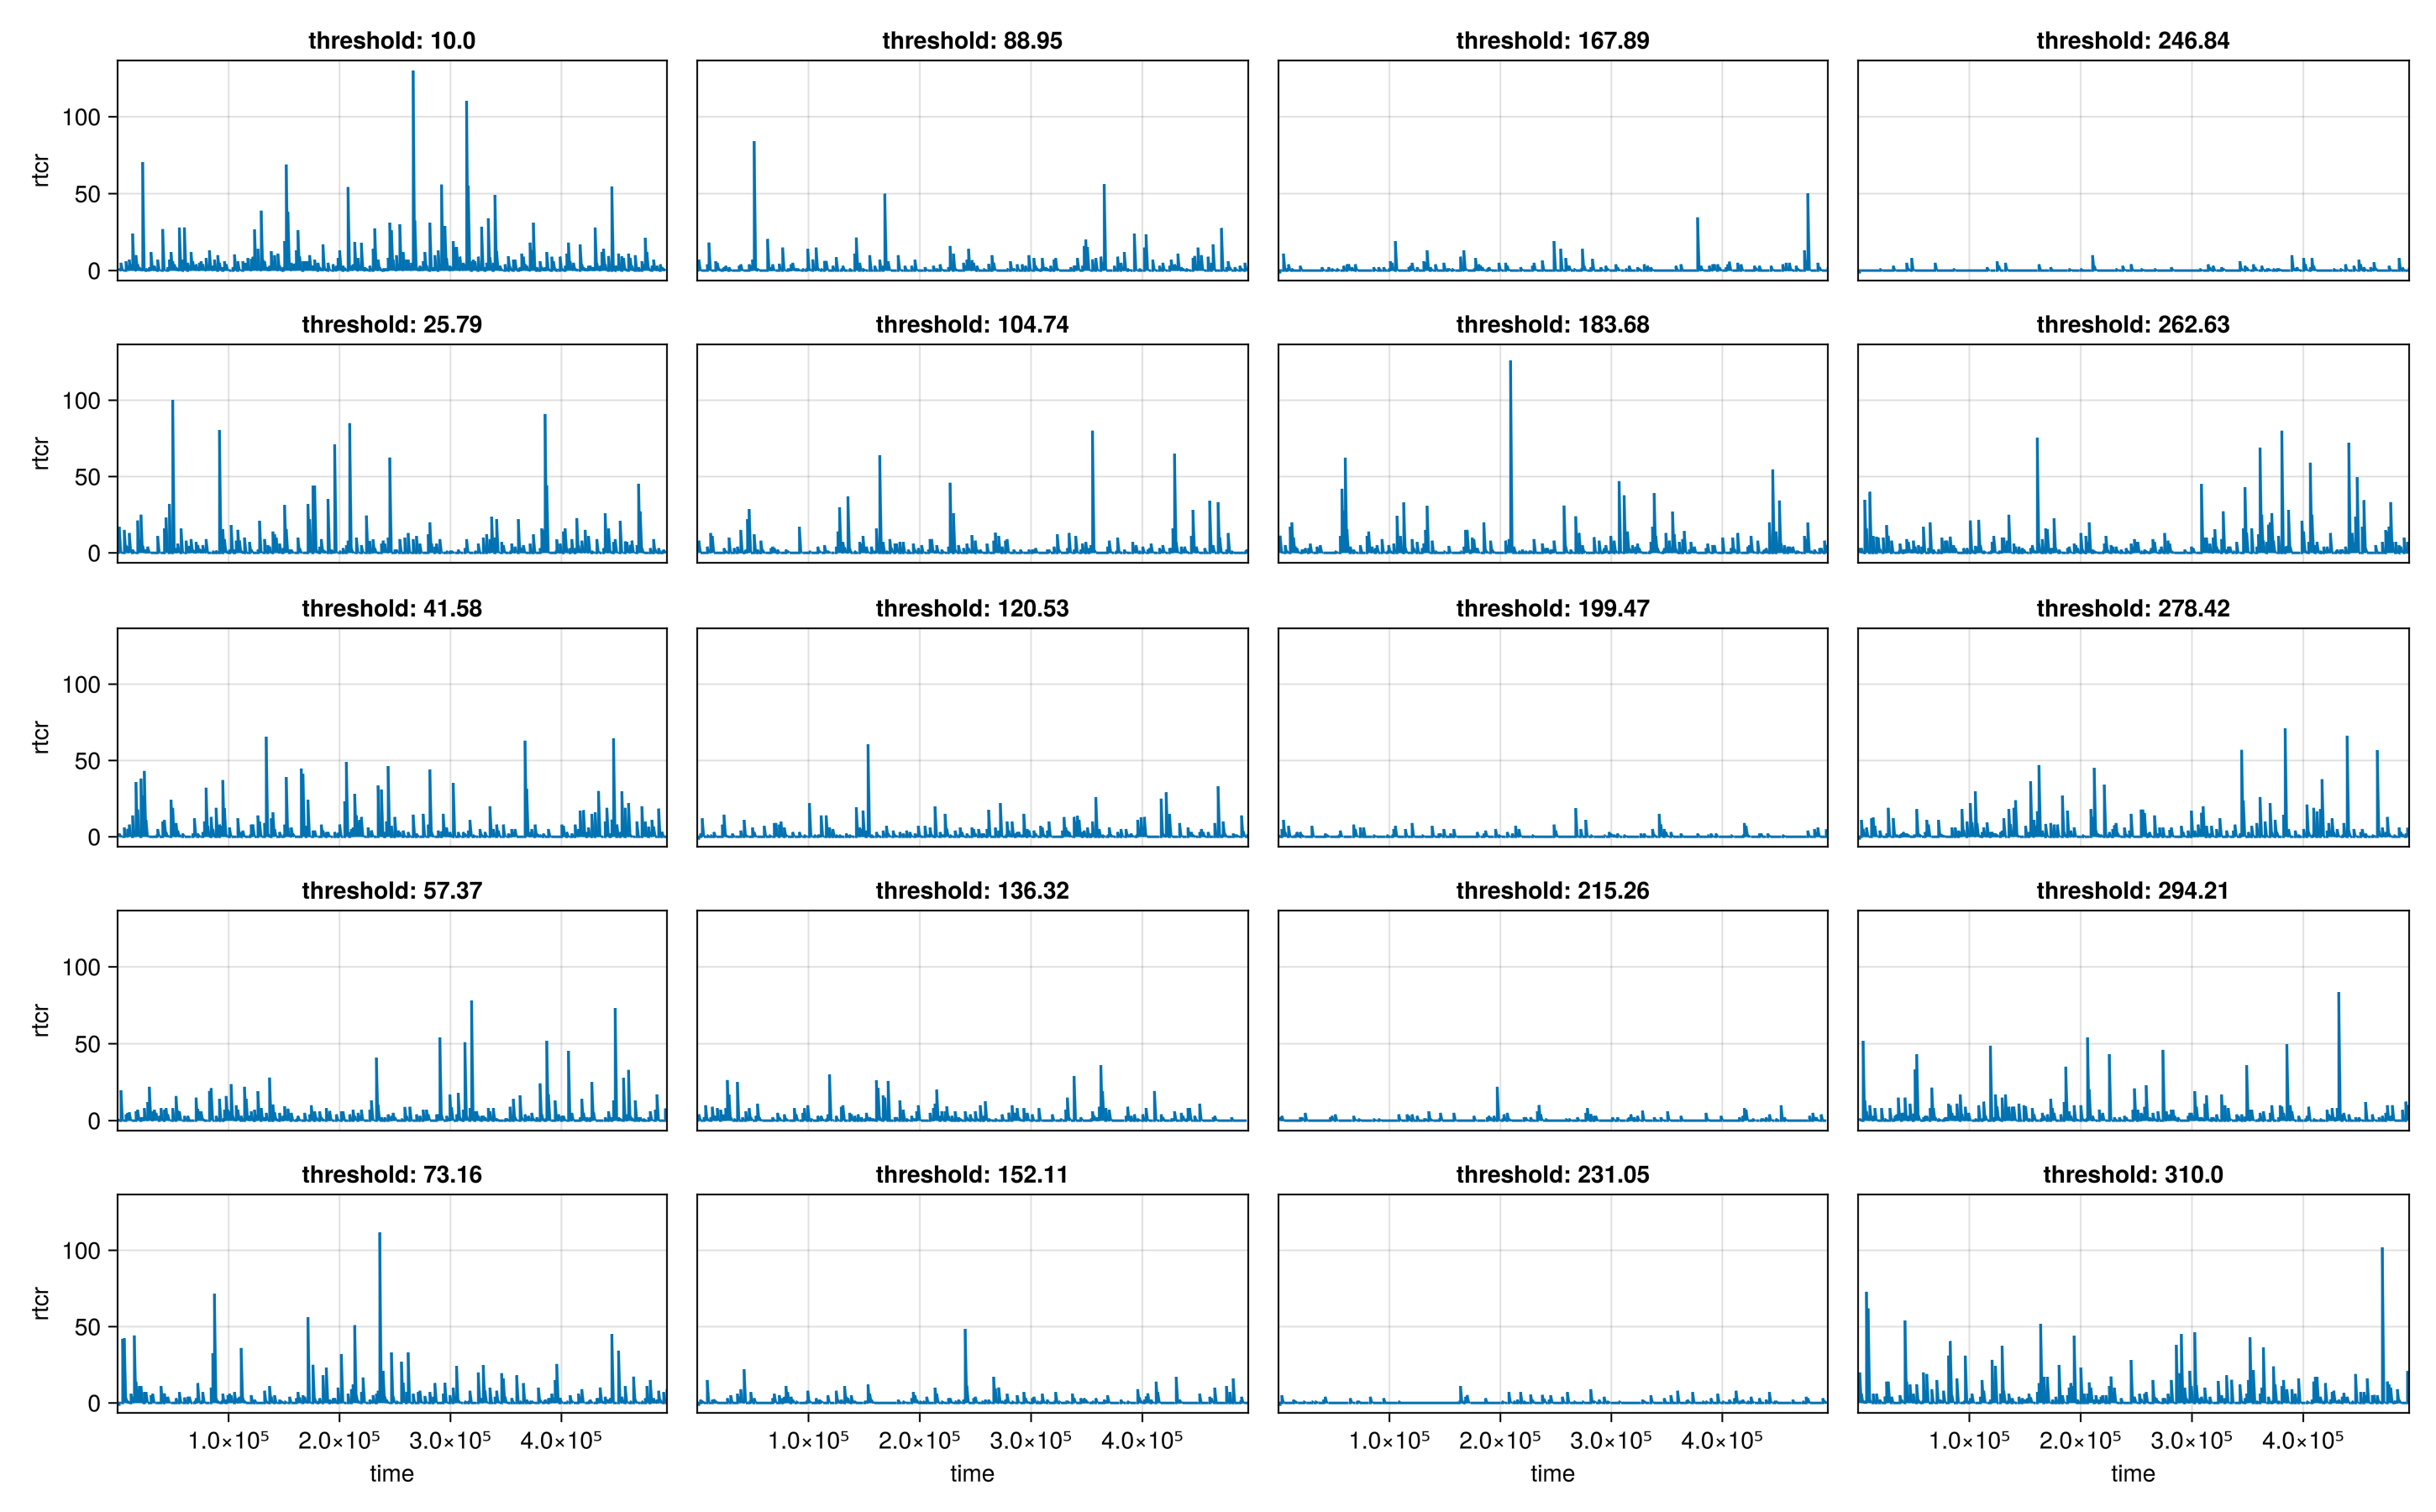 threshold: 10.0
threshold: 88.95
threshold: 167.89
threshold: 246.84
rtcr
100
50
0
threshold: 25.79
threshold: 104.74
threshold: 183.68
threshold: 262.63
rtcr
100
50
0
threshold: 41.58
threshold: 120.53
threshold: 199.47
threshold: 278.42
rtcr
100
50
0
threshold: 57.37
threshold: 136.32
threshold: 215.26
threshold: 294.21
rtcr
100
50
0
threshold: 73.16
threshold: 152.11
threshold: 231.05
threshold: 310.0
rtcr
100
50
0
1.0×10⁵ 2.0×10⁵ 3.0×10⁵ 4.0×10⁵
1.0×10⁵ 2.0×10⁵ 3.0×10⁵ 4.0×10⁵
1.0×10⁵ 2.0×10⁵ 3.0×10⁵ 4.0×10⁵
1.0×10⁵ 2.0×10⁵ 3.0×10⁵ 4.0×10⁵
time
time
time
time